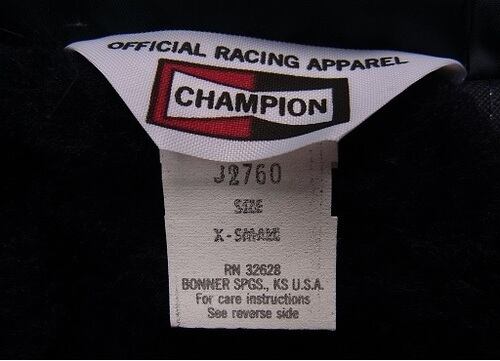 OFFICIAL RACING APPAREL
CHAMPION
J2760
SIZE
X-SMALL
RN 32628
BONNER SPGS., KS U.S.A.
For care instructions
See reverse side